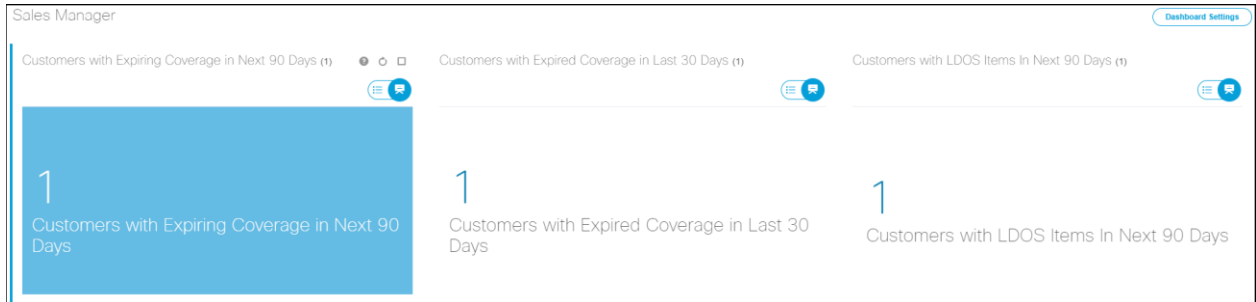 Sales Manager
Dashboard Settings
Customers with Expiring Coverage in Next 90 Days (1)
Customers with Expired Coverage in Last 30 Days (1)
Customers with LDOS Items In Next 90 Days (1)
1
Customers with Expiring Coverage in Next 90
Days
1
Customers with Expired Coverage in Last 30
Days
1
Customers with LDOS Items In Next 90 Days